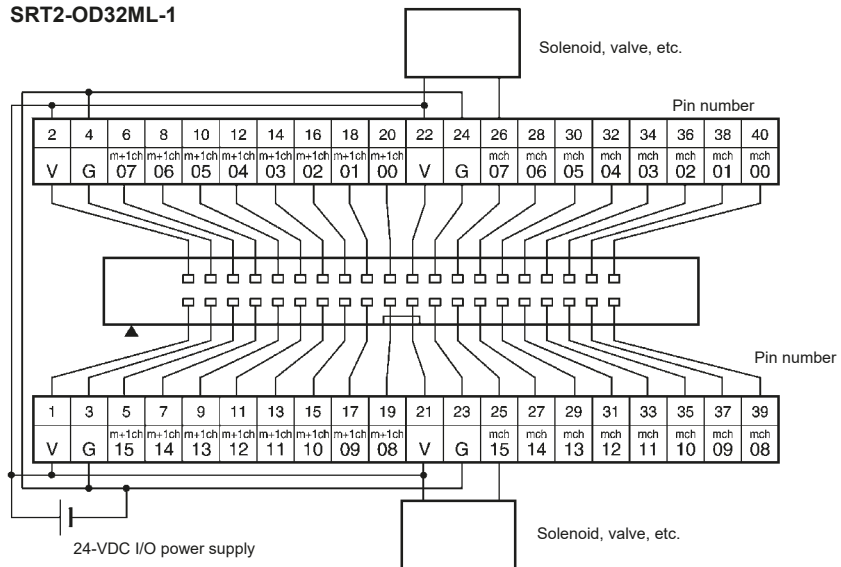 SRT2-OD32ML-1
Solenoid, valve, etc.
Pin number
2 4 6 8 10 12 14 16 18 20 22 24 26 28 30 32 34 36 38 40
V G m+1ch 07 m+1ch 06 m+1ch 05 m+1ch 04 m+1ch 03 m+1ch 02 m+1ch 01 m+1ch 00 V G mch 07 mch 06 mch 05 mch 04 mch 03 mch 02 mch 01 mch 00
Pin number
1 3 5 7 9 11 13 15 17 19 21 23 25 27 29 31 33 35 37 39
V G m+1ch 15 m+1ch 14 m+1ch 13 m+1ch 12 m+1ch 11 m+1ch 10 m+1ch 09 m+1ch 08 V G mch 15 mch 14 mch 13 mch 12 mch 11 mch 10 mch 09 mch 08
24-VDC I/O power supply
Solenoid, valve, etc.